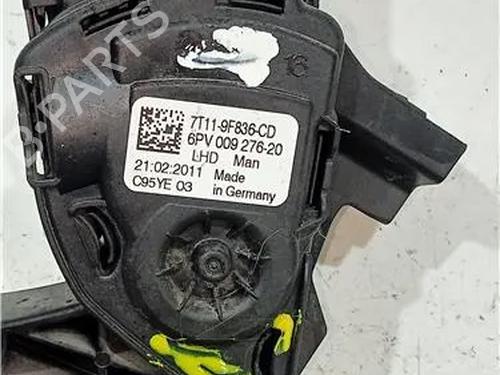 16
7T11-9F836-CD
6PV 009 276-20
LHD Man
21:02:2011 Made
C95YE 03 in Germany
B-PARTS